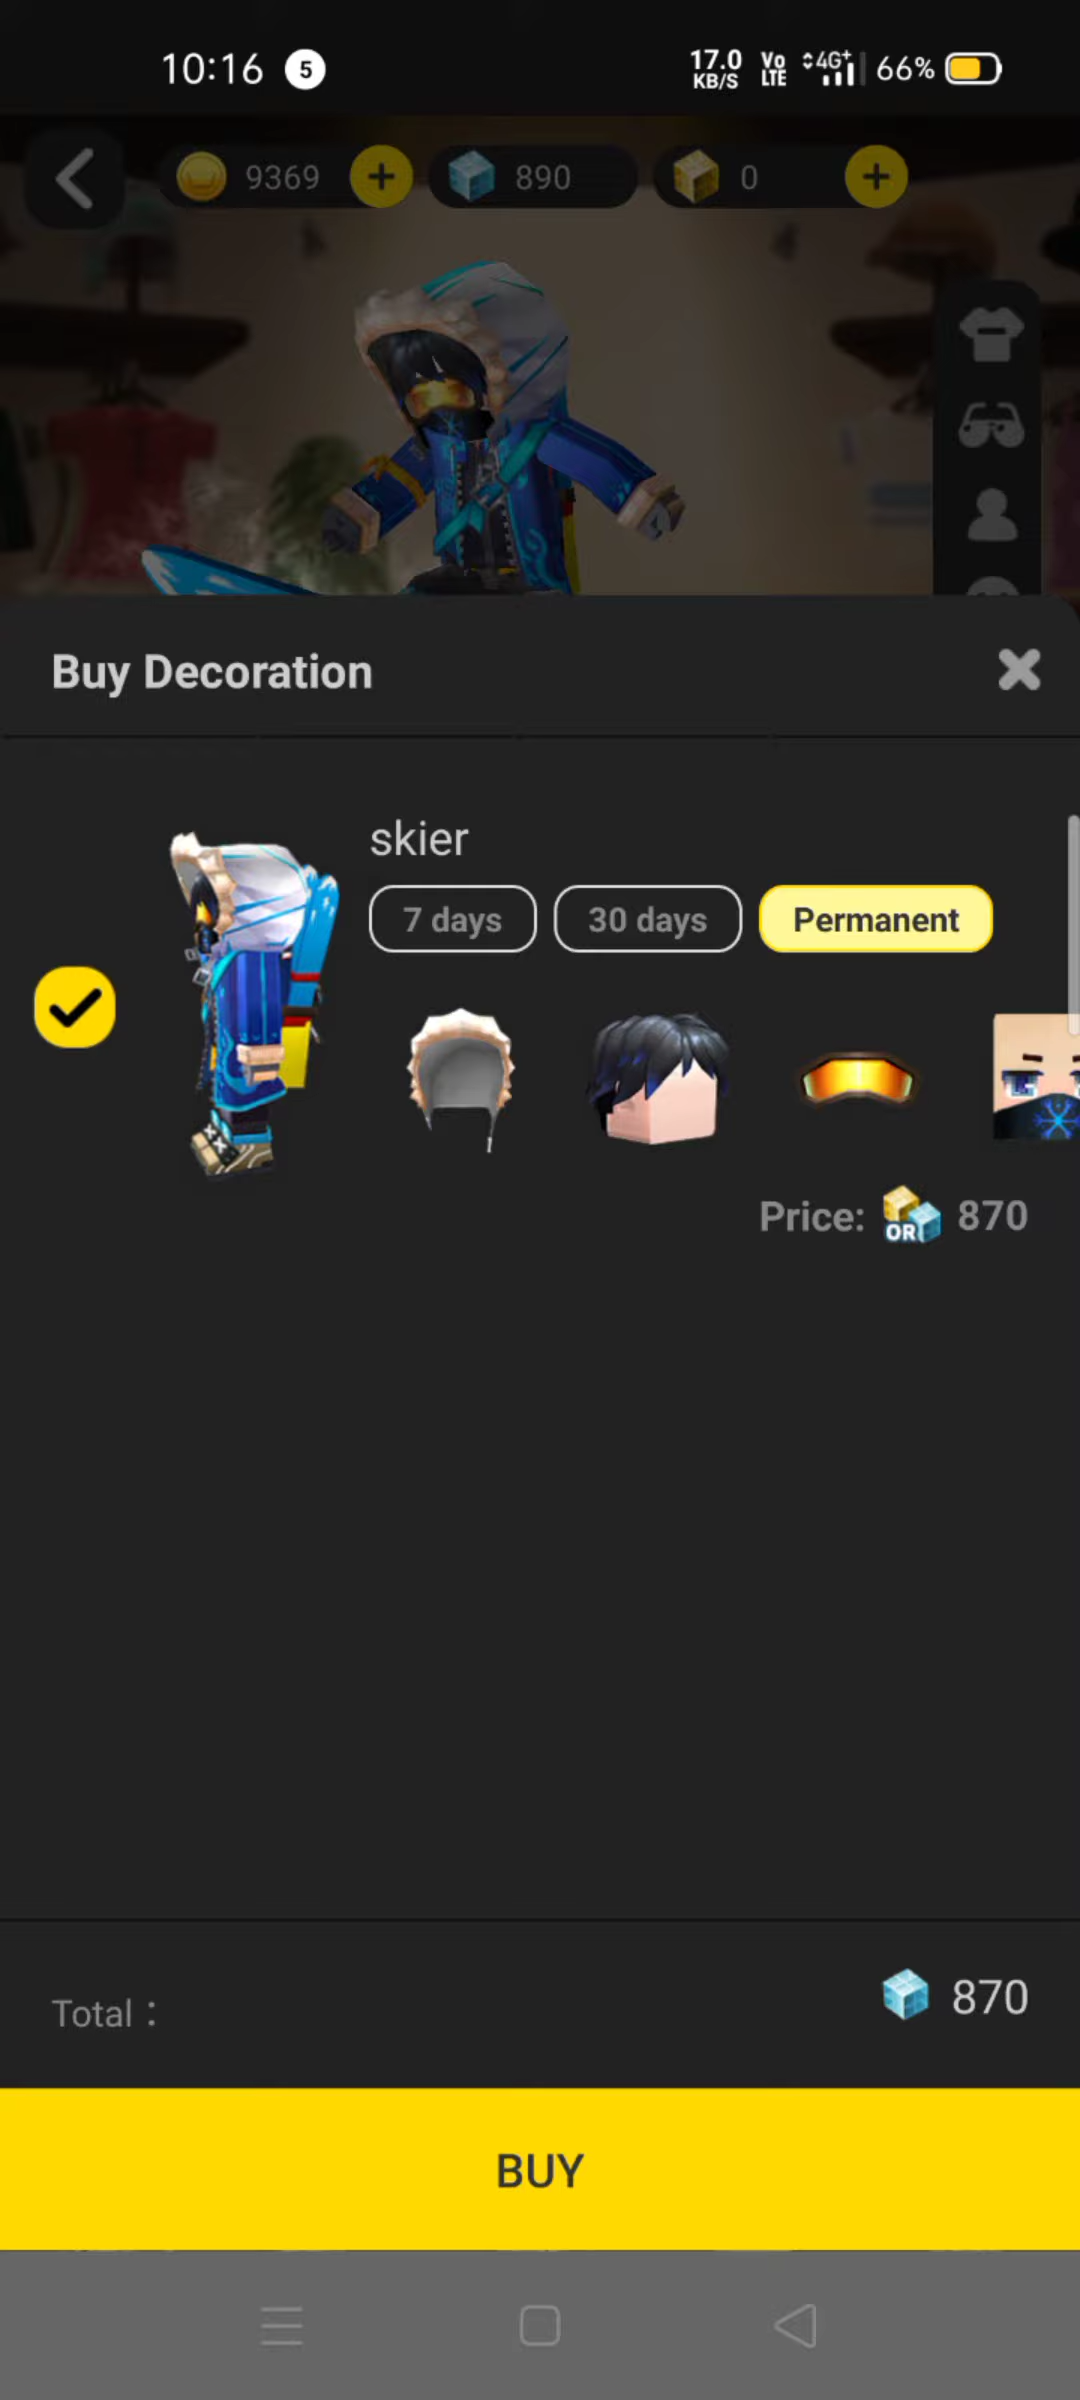 10:16 5 17.0 KB/S Vo LTE 4G+ 66%
9369 890 0
Buy Decoration
skier
7 days 30 days Permanent
Price: OR 870
Total : 870
BUY